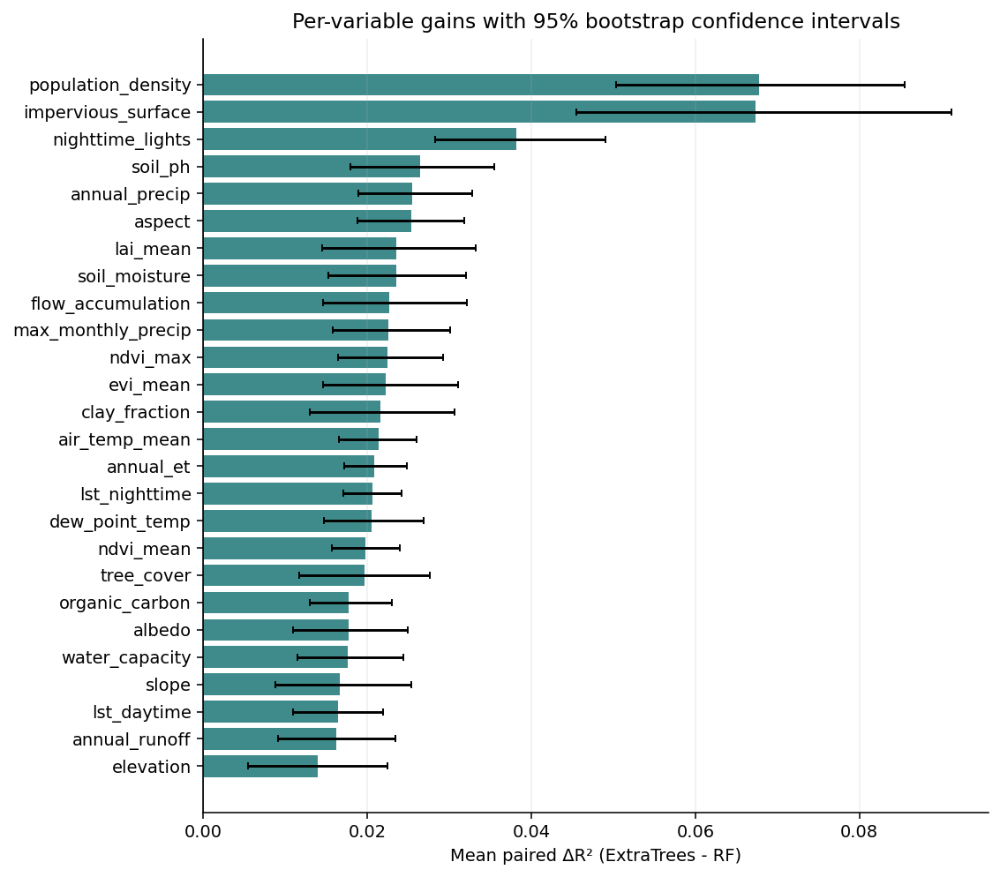 Per-variable gains with 95% bootstrap confidence intervals
population_density
impervious_surface
nighttime_lights
soil_ph
annual_precip
aspect
lai_mean
soil_moisture
flow_accumulation
max_monthly_precip
ndvi_max
evi_mean
clay_fraction
air_temp_mean
annual_et
lst_nighttime
dew_point_temp
ndvi_mean
tree_cover
organic_carbon
albedo
water_capacity
slope
lst_daytime
annual_runoff
elevation
0.00 0.02 0.04 0.06 0.08
Mean paired ΔR² (ExtraTrees - RF)